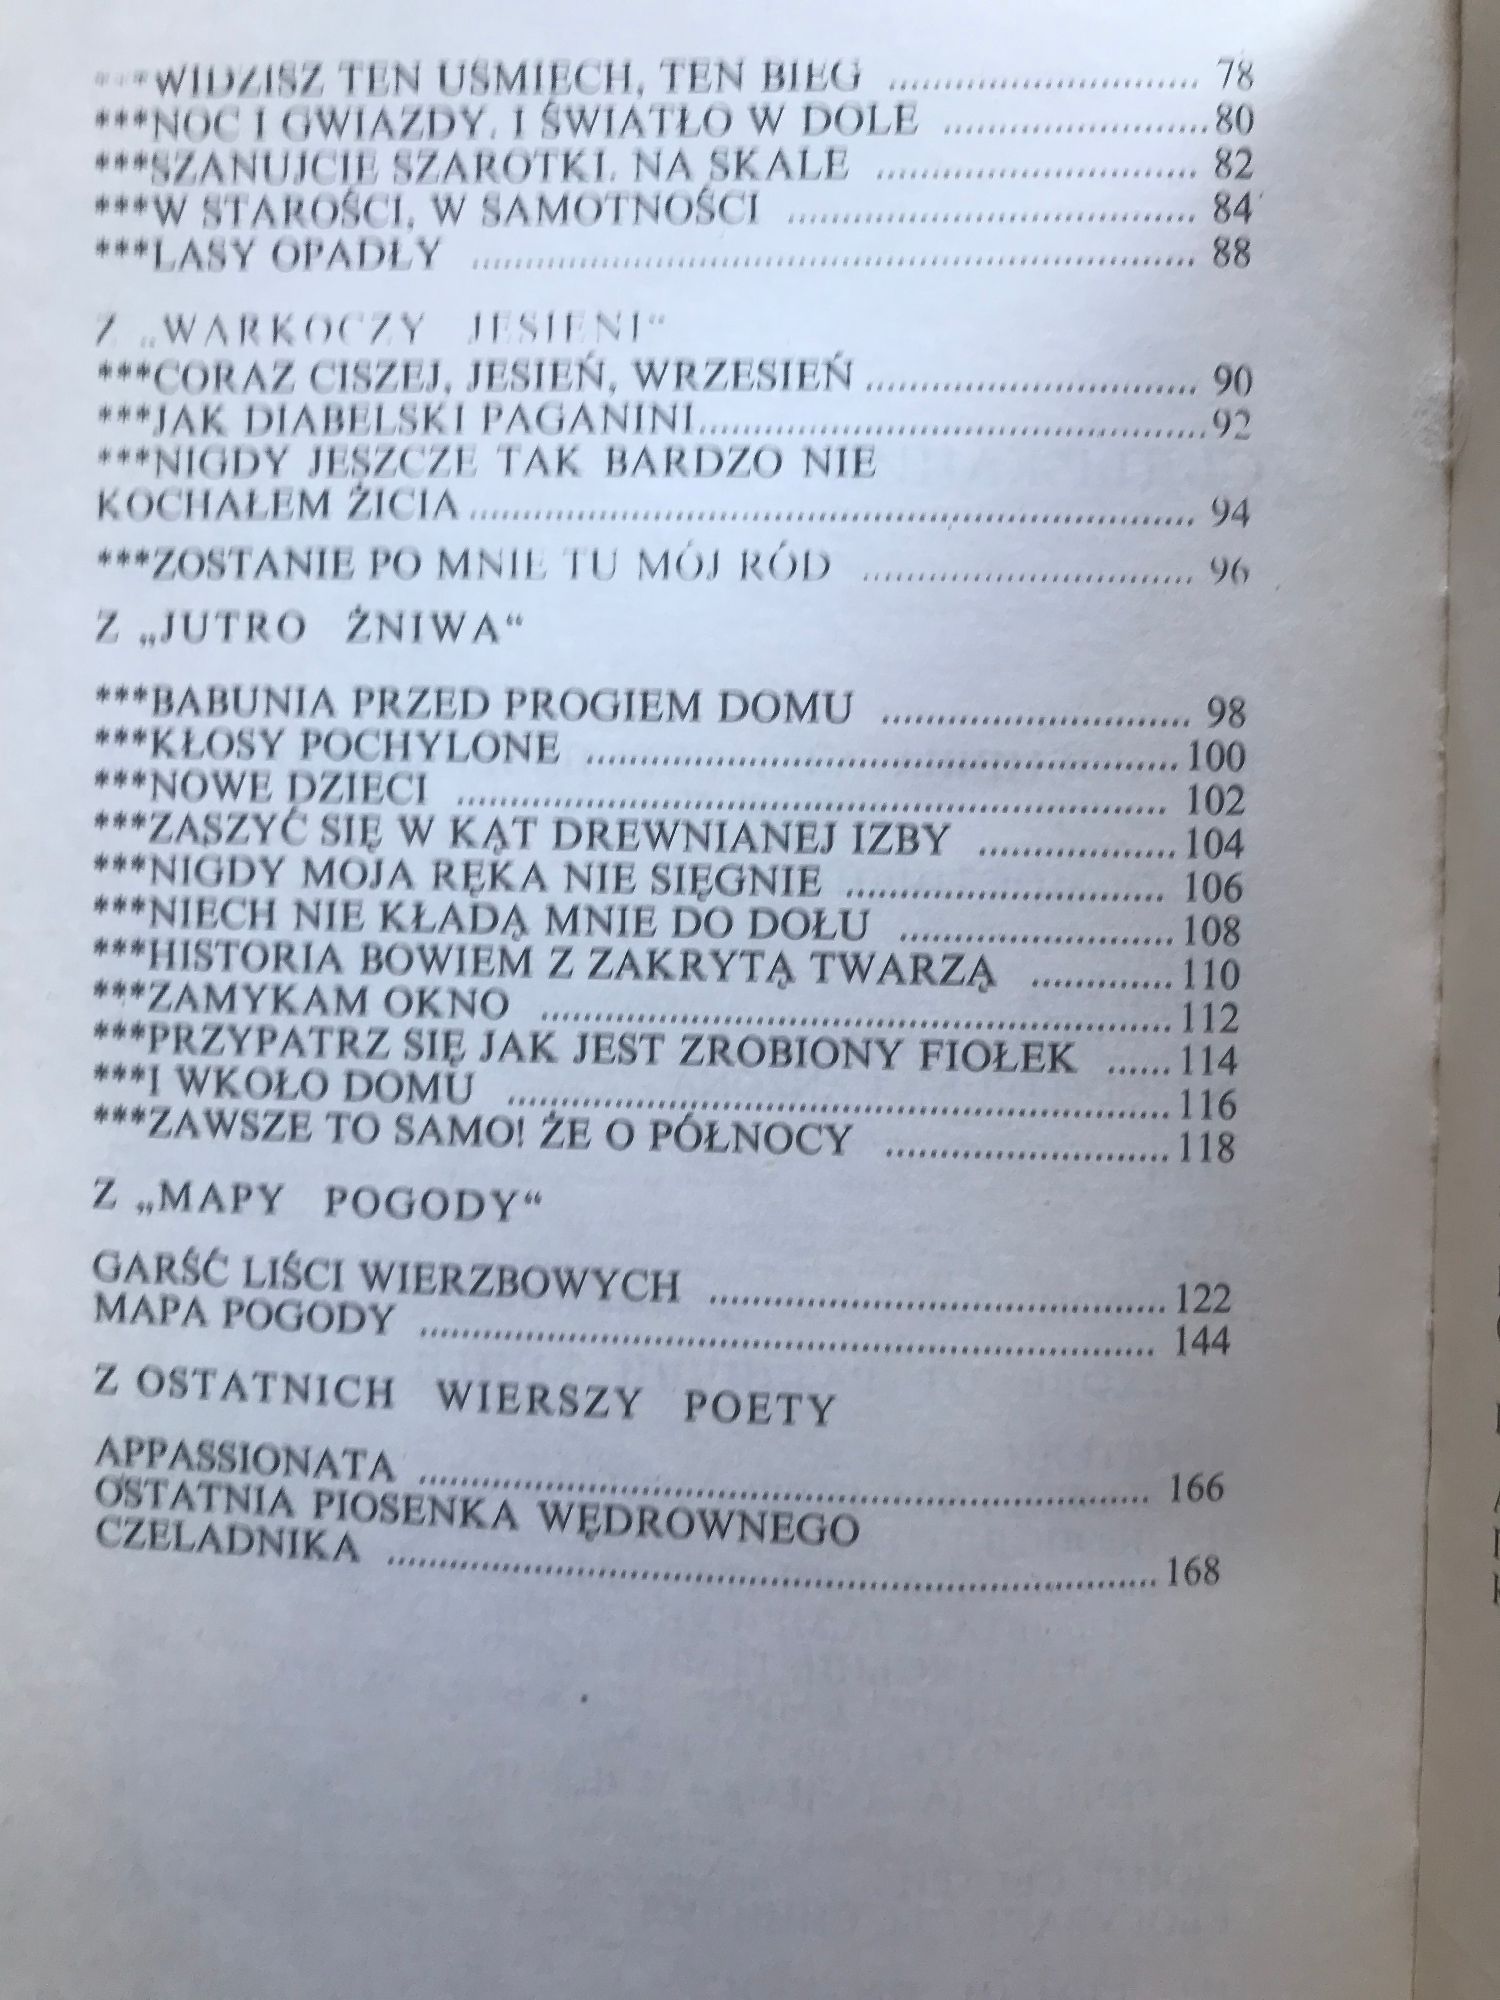 ***WIDZISZ TEN UŚMIECH, TEN BIEG .............................. 78
***NOC I GWIAZDY. I ŚWIATŁO W DOLE ..........................80
***SZANUJCIE SZAROTKI. NA SKALE ............................... 82
***W STAROŚCI, W SAMOTNOŚCI ....................................... 84
***LASY OPADŁY ...................................................................... 88
Z „WARKOCZY JESIENI“
***CORAZ CISZEJ, JESIEŃ, WRZESIEŃ ................................ 90
***JAK DIABELSKI PAGANINI.................................................92
***NIGDY JESZCZE TAK BARDZO NIE
KOCHAŁEM ŻICIA ...................................................................... 94
***ZOSTANIE PO MNIE TU MÓJ RÓD ................................ 96
Z „JUTRO ŻNIWA“
***BABUNIA PRZED PROGIEM DOMU .............................. 98
***KŁOSY POCHYLONE .........................................................100
***NOWE DZIECI .................................................................... 102
***ZASZYĆ SIĘ W KĄT DREWNIANEJ IZBY ...................104
***NIGDY MOJA RĘKA NIE SIĘGNIE ............................... 106
***NIECH NIE KŁADĄ MNIE DO DOŁU ..........................108
***HISTORIA BOWIEM Z ZAKRYTĄ TWARZĄ .............110
***ZAMYKAM OKNO .............................................................112
***PRZYPATRZ SIĘ JAK JEST ZROBIONY FIOŁEK ......114
***I WKOŁO DOMU ................................................................116
***ZAWSZE TO SAMO! ŻE O PÓŁNOCY ...........................118
Z „MAPY POGODY“
GARŚĆ LIŚCI WIERZBOWYCH ............................................122
MAPA POGODY ....................................................................... 144
Z OSTATNICH WIERSZY POETY
APPASSIONATA ...................................................................... 166
OSTATNIA PIOSENKA WĘDROWNEGO
CZELADNIKA ..........................................................................168